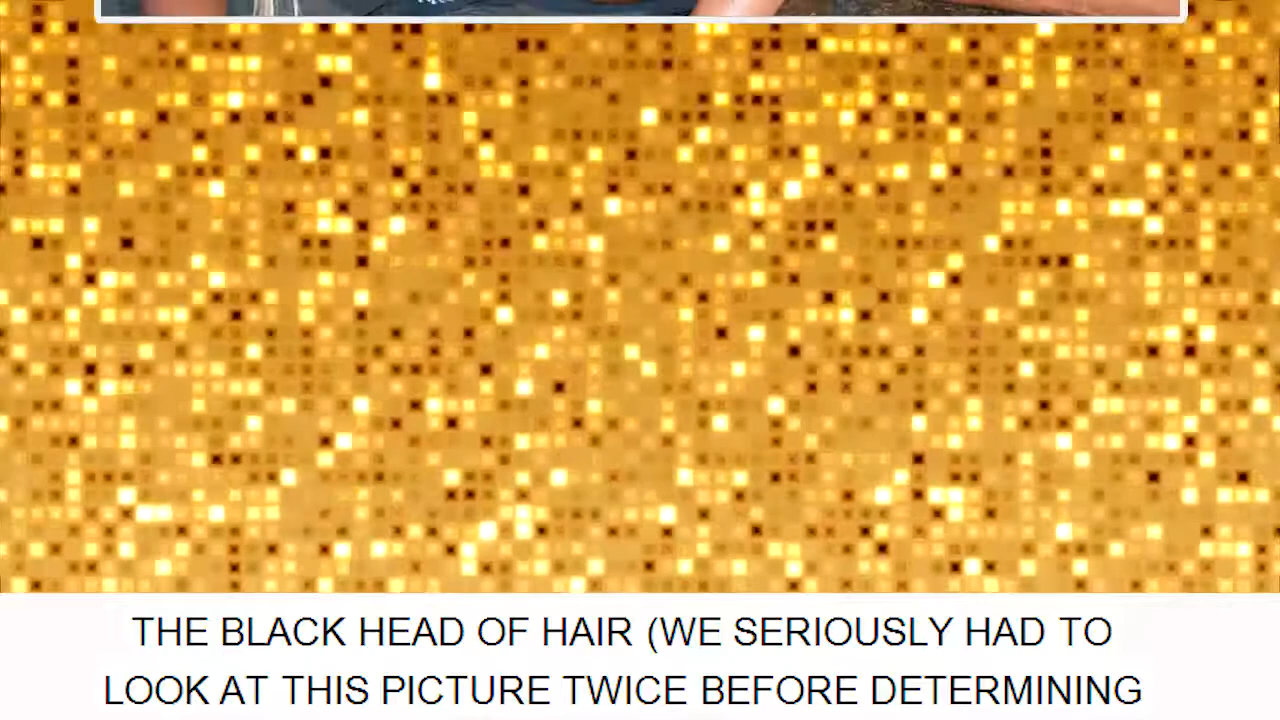 THE BLACK HEAD OF HAIR (WE SERIOUSLY HAD TO
LOOK AT THIS PICTURE TWICE BEFORE DETERMINING